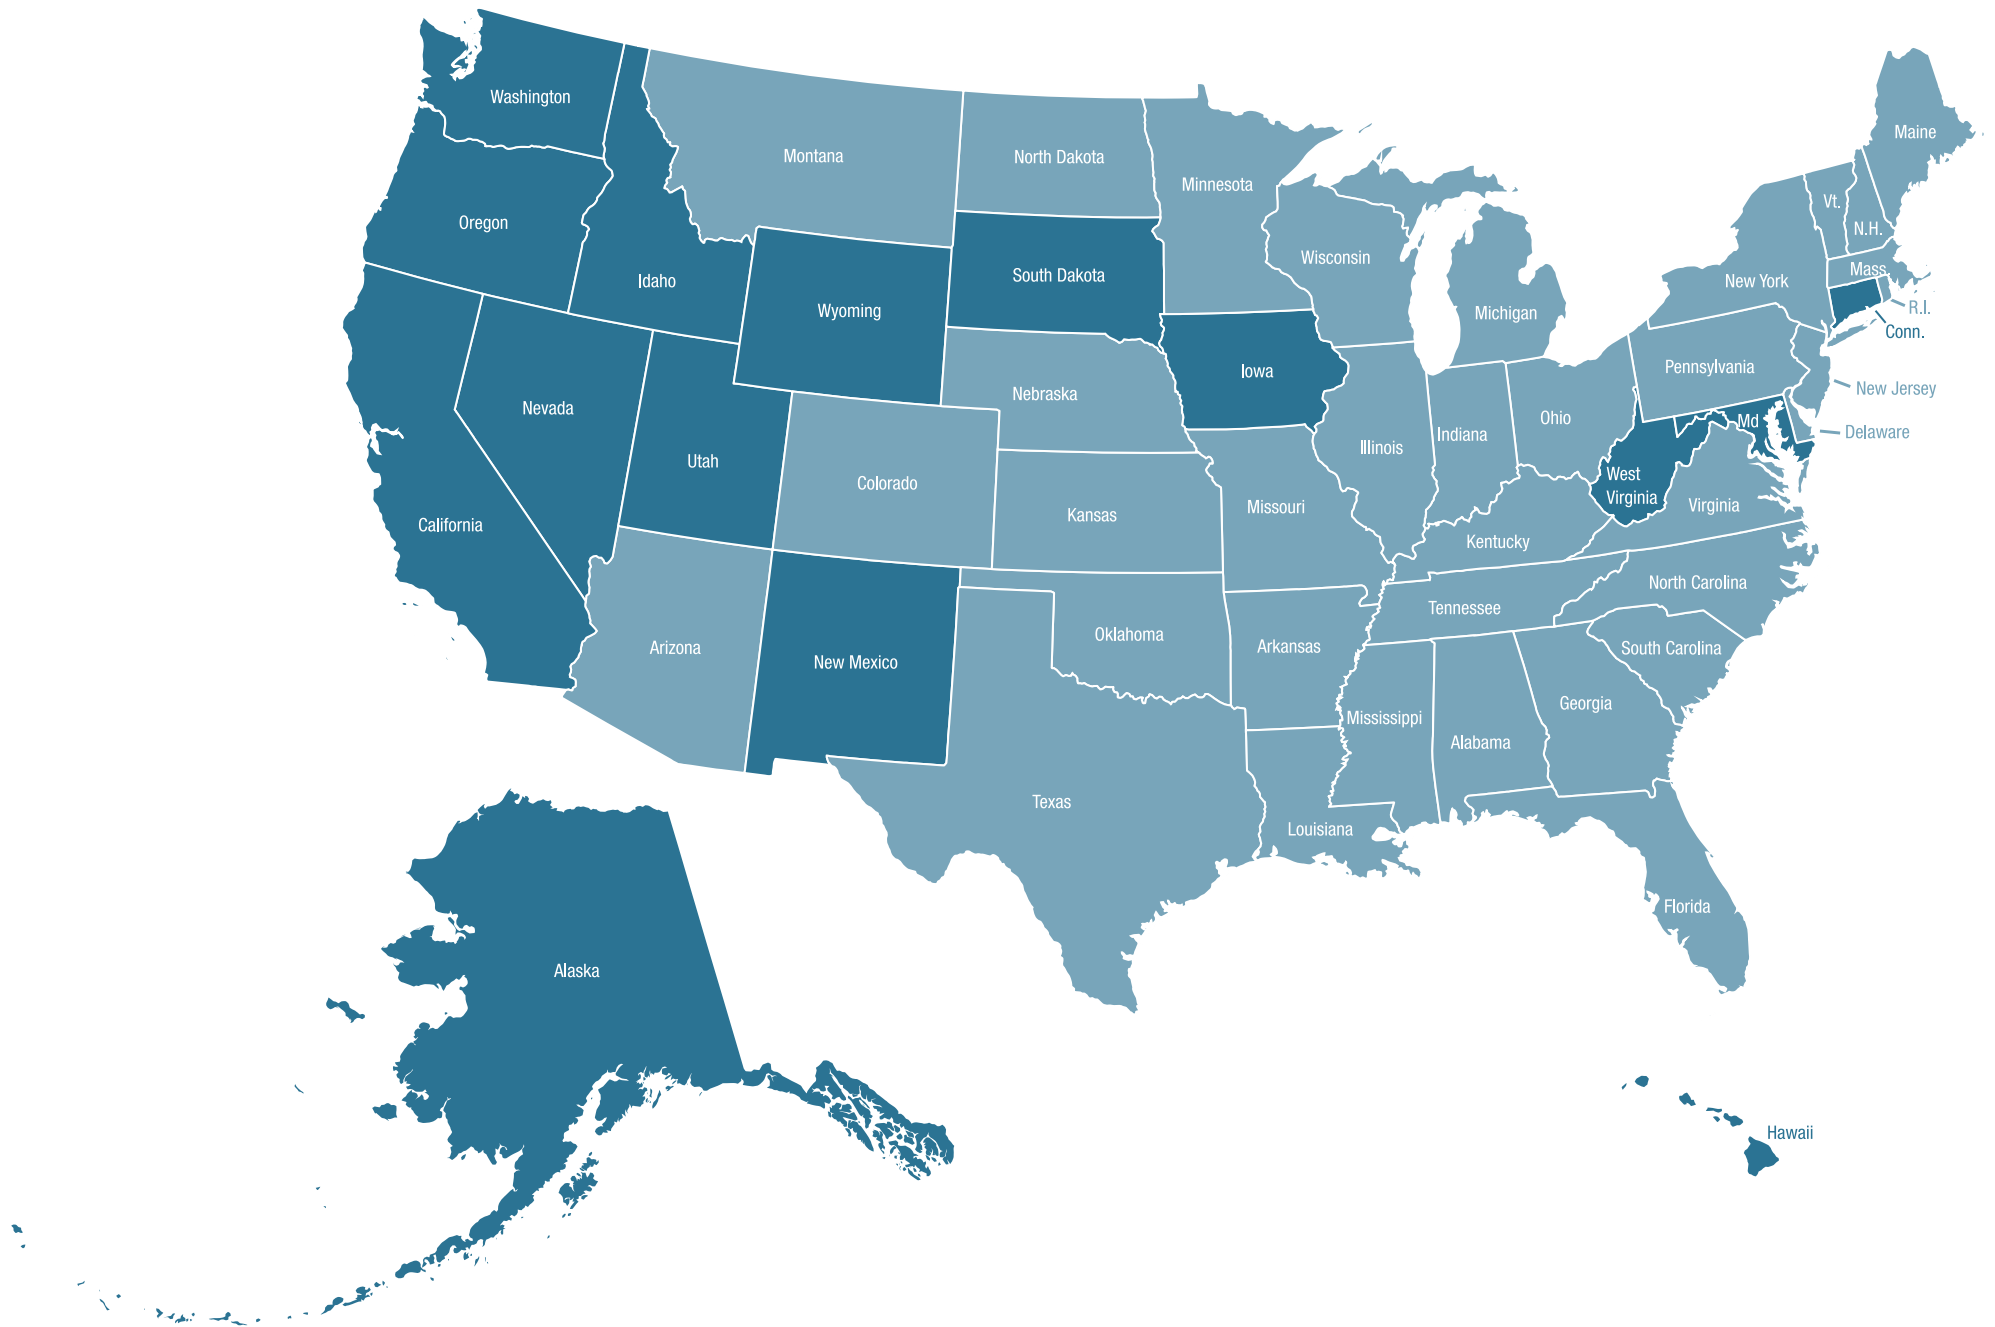 Washington
Montana
North Dakota
Minnesota
Maine
Oregon
Idaho
Wyoming
South Dakota
Wisconsin
Michigan
New York
Vt.
N.H.
Mass.
R.I.
Conn.
Nevada
Utah
Colorado
Nebraska
Iowa
Illinois
Indiana
Ohio
Pennsylvania
New Jersey
Md
Delaware
California
Kansas
Missouri
Kentucky
West
Virginia
Virginia
Arizona
New Mexico
Oklahoma
Arkansas
Tennessee
North Carolina
South Carolina
Texas
Louisiana
Mississippi
Alabama
Georgia
Florida
Alaska
Hawaii